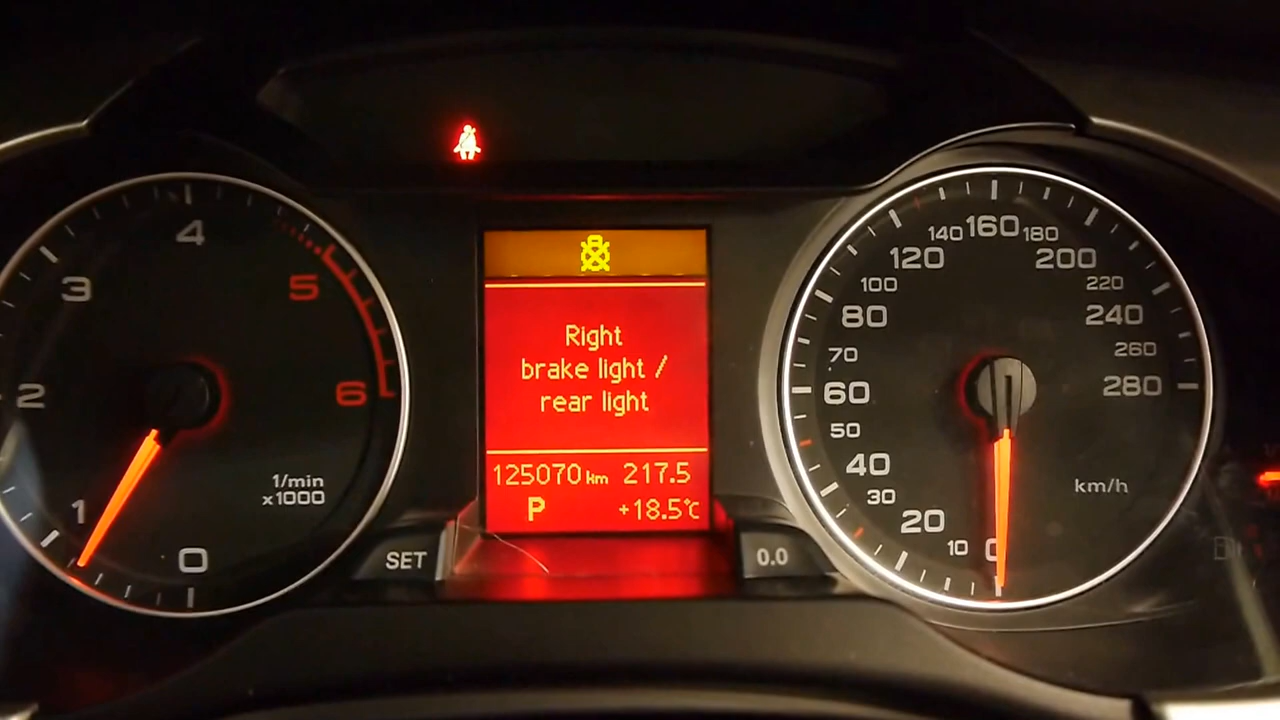 4
3
5
2
6
1/min
x1000
1
0
SET
Right
brake light /
rear light
125070 km 217.5
P +18.5°C
0.0
140 160 180
120 200
100 220
80 240
70 260
60 280
50
40
30
20
10 0
km/h